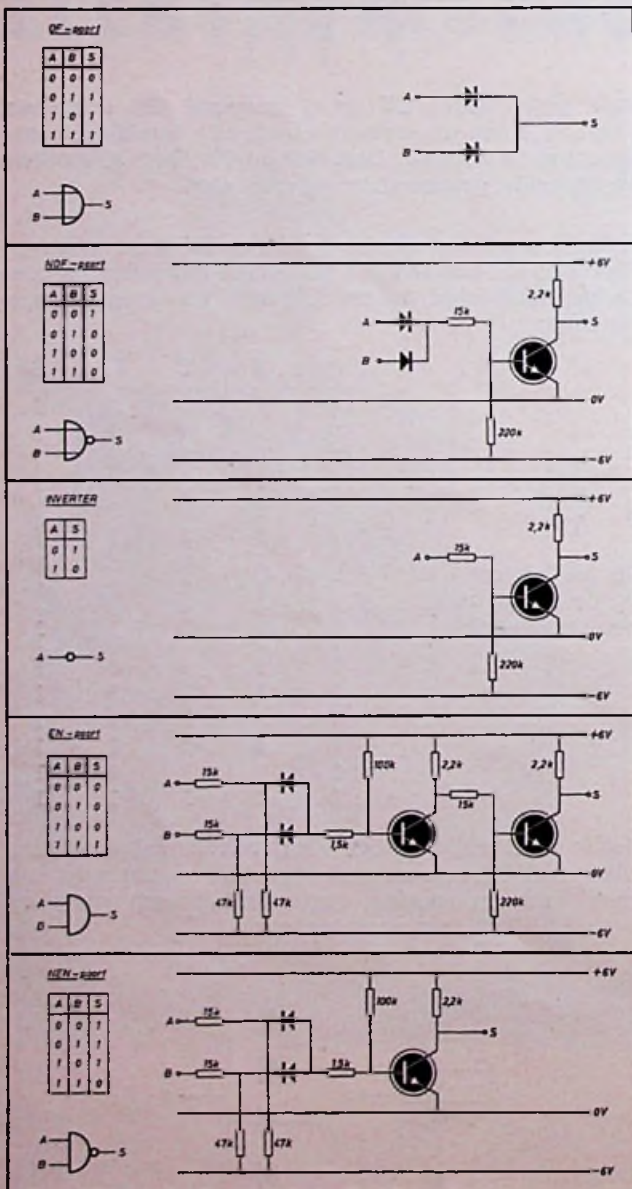 OF-poort
A B S
0 0 0
0 1 1
1 0 1
1 1 1
A
B
S
A
B
S
NOF-poort
A B S
0 0 1
0 1 0
1 0 0
1 1 0
A
B
S
+6V
2,2k
S
A
15k
B
0V
220k
-6V
INVERTER
A S
0 1
1 0
A
S
+6V
2,2k
A
15k
S
0V
220k
-6V
EN-poort
A B S
0 0 0
0 1 0
1 0 0
1 1 1
A
B
S
+6V
100k
2,2k
2,2k
A
15k
15k
S
B
15k
1,5k
0V
47k
47k
220k
-6V
NEN-poort
A B S
0 0 1
0 1 1
1 0 1
1 1 0
A
B
S
+6V
100k
2,2k
A
15k
S
B
15k
1,5k
0V
47k
47k
-6V